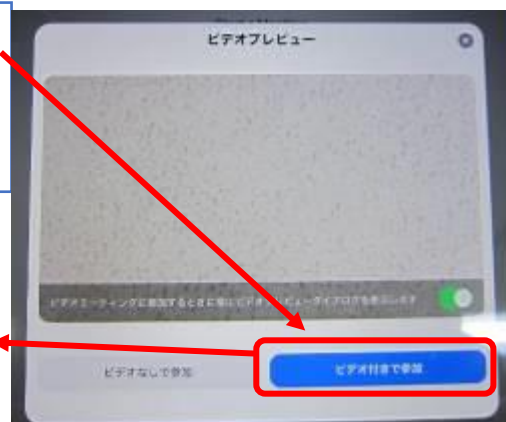 ビデオプレビュー
ビデオミーティングに参加するときに常にビデオプレビューダイアログを表示します
ビデオなしで参加
ビデオ付きで参加